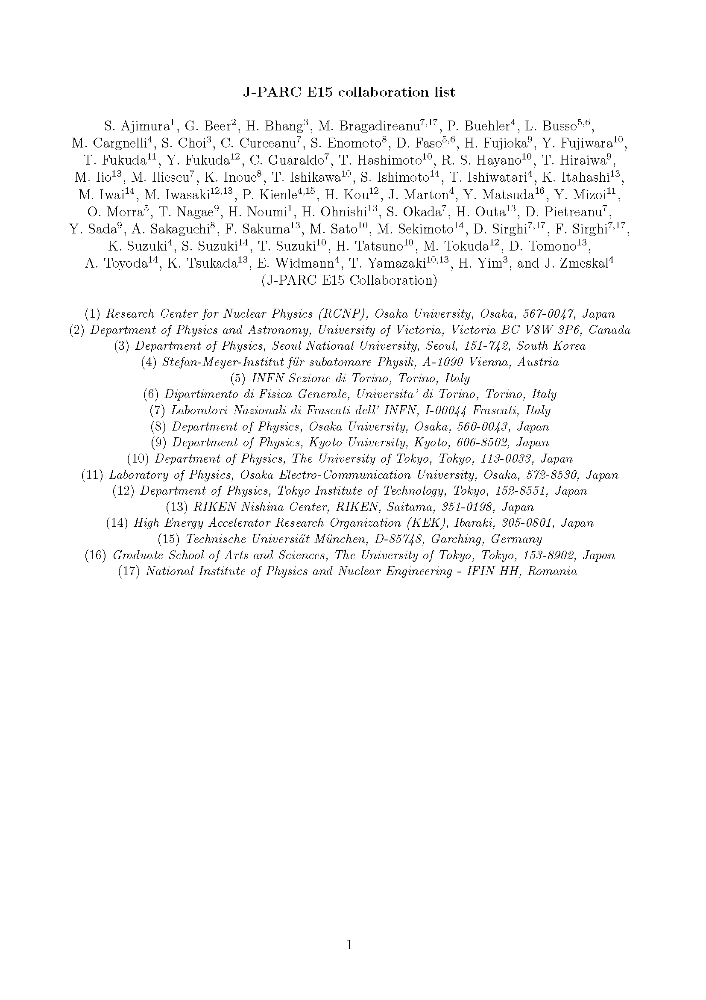 J-PARC E15 collaboration list
S. Ajimura¹, G. Beer², H. Bhang³, M. Bragadireanu⁷,¹⁷, P. Buehler⁴, L. Busso⁵,⁶,
M. Cargnelli⁴, S. Choi³, C. Curceanu⁷, S. Enomoto⁸, D. Faso⁵,⁶, H. Fujioka⁹, Y. Fujiwara¹⁰,
T. Fukuda¹¹, Y. Fukuda¹², C. Guaraldo⁷, T. Hashimoto¹⁰, R. S. Hayano¹⁰, T. Hiraiwa⁹,
M. Iio¹³, M. Iliescu⁷, K. Inoue⁸, T. Ishikawa¹⁰, S. Ishimoto¹⁴, T. Ishiwatari⁴, K. Itahashi¹³,
M. Iwai¹⁴, M. Iwasaki¹²,¹³, P. Kienle⁴,¹⁵, H. Kou¹², J. Marton⁴, Y. Matsuda¹⁶, Y. Mizoi¹¹,
O. Morra⁵, T. Nagae⁹, H. Noumi¹, H. Ohnishi¹³, S. Okada⁷, H. Outa¹³, D. Pietreanu⁷,
Y. Sada⁹, A. Sakaguchi⁸, F. Sakuma¹³, M. Sato¹⁰, M. Sekimoto¹⁴, D. Sirghi⁷,¹⁷, F. Sirghi⁷,¹⁷,
K. Suzuki⁴, S. Suzuki¹⁴, T. Suzuki¹⁰, H. Tatsuno¹⁰, M. Tokuda¹², D. Tomono¹³,
A. Toyoda¹⁴, K. Tsukada¹³, E. Widmann⁴, T. Yamazaki¹⁰,¹³, H. Yim³, and J. Zmeskal⁴
(J-PARC E15 Collaboration)
(1) Research Center for Nuclear Physics (RCNP), Osaka University, Osaka, 567-0047, Japan
(2) Department of Physics and Astronomy, University of Victoria, Victoria BC V8W 3P6, Canada
(3) Department of Physics, Seoul National University, Seoul, 151-742, South Korea
(4) Stefan-Meyer-Institut für subatomare Physik, A-1090 Vienna, Austria
(5) INFN Sezione di Torino, Torino, Italy
(6) Dipartimento di Fisica Generale, Universita' di Torino, Torino, Italy
(7) Laboratori Nazionali di Frascati dell' INFN, I-00044 Frascati, Italy
(8) Department of Physics, Osaka University, Osaka, 560-0043, Japan
(9) Department of Physics, Kyoto University, Kyoto, 606-8502, Japan
(10) Department of Physics, The University of Tokyo, Tokyo, 113-0033, Japan
(11) Laboratory of Physics, Osaka Electro-Communication University, Osaka, 572-8530, Japan
(12) Department of Physics, Tokyo Institute of Technology, Tokyo, 152-8551, Japan
(13) RIKEN Nishina Center, RIKEN, Saitama, 351-0198, Japan
(14) High Energy Accelerator Research Organization (KEK), Ibaraki, 305-0801, Japan
(15) Technische Universiät München, D-85748, Garching, Germany
(16) Graduate School of Arts and Sciences, The University of Tokyo, Tokyo, 153-8902, Japan
(17) National Institute of Physics and Nuclear Engineering - IFIN HH, Romania
1